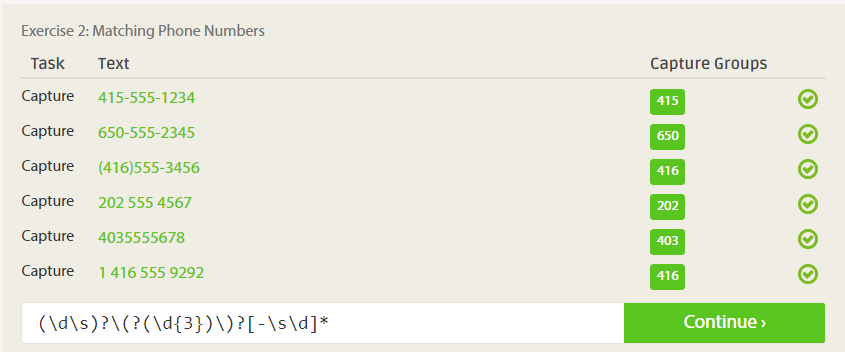 Exercise 2: Matching Phone Numbers
Task Text Capture Groups
Capture 415-555-1234 415
Capture 650-555-2345 650
Capture (416)555-3456 416
Capture 202 555 4567 202
Capture 4035555678 403
Capture 1 416 555 9292 416
(\d\s)?\(?(\d{3})\)?[-\s\d]* Continue ›